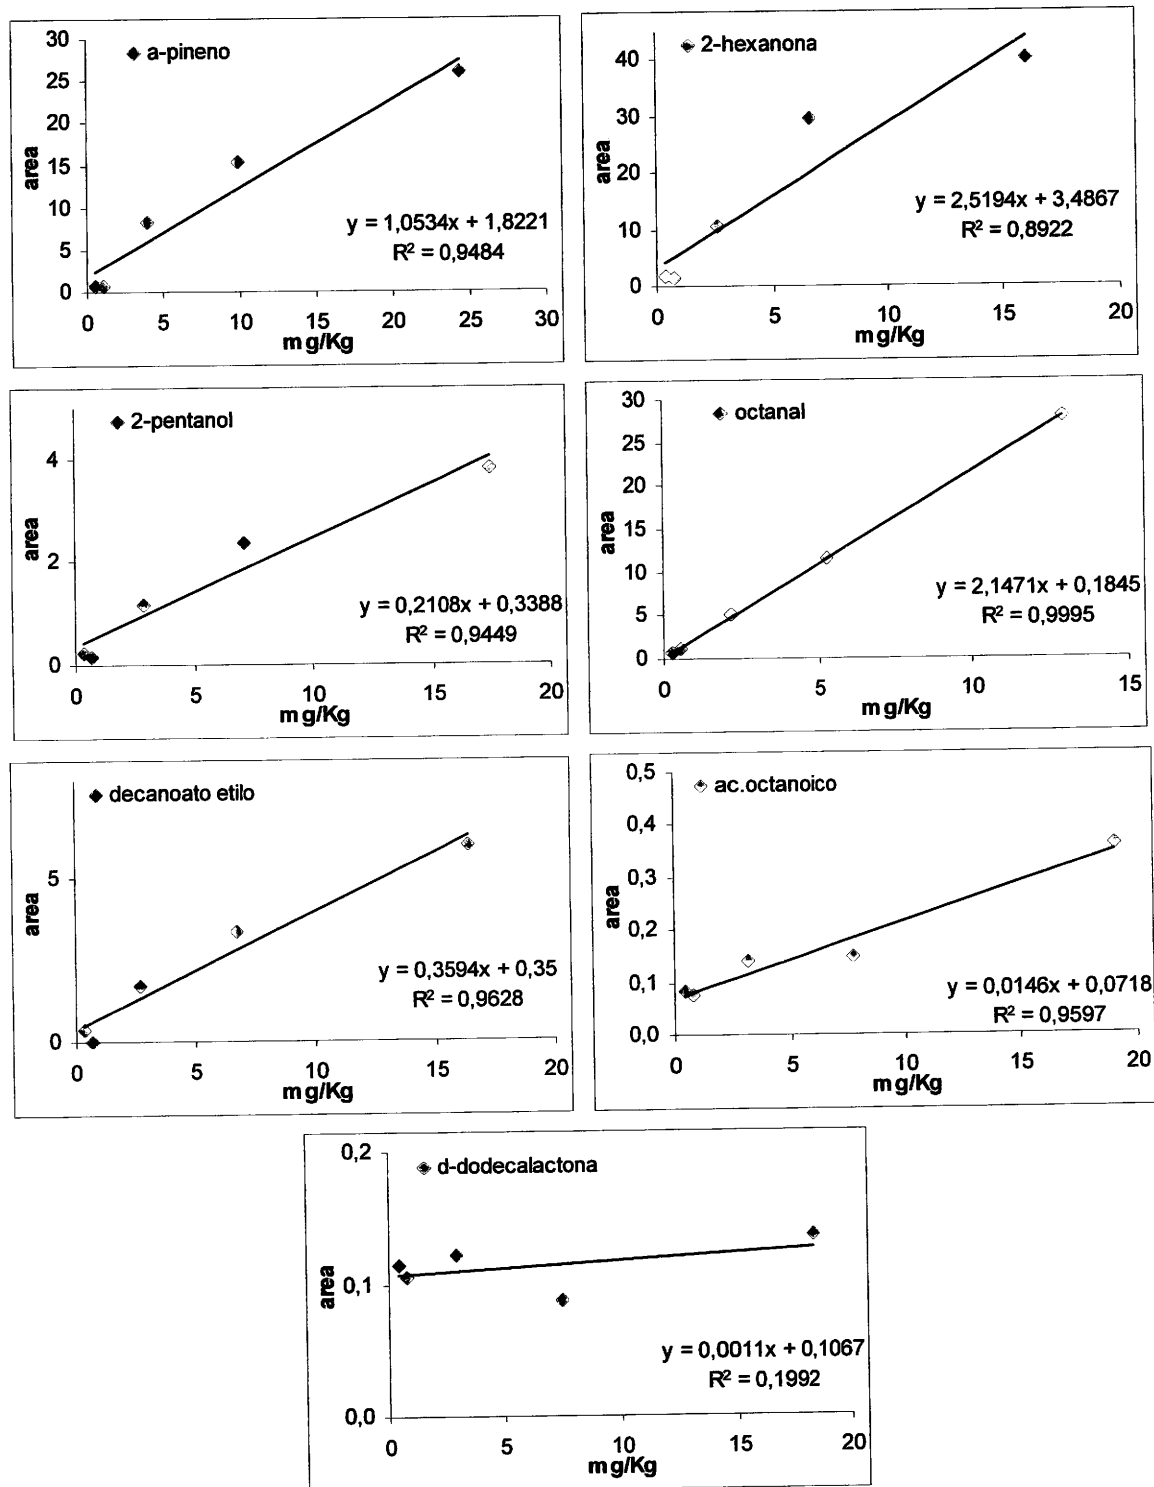 a-pineno
30
25
20
15
10
5
0
area
y = 1,0534x + 1,8221
R² = 0,9484
0 5 10 15 20 25 30
mg/Kg
2-hexanona
40
30
20
10
0
area
y = 2,5194x + 3,4867
R² = 0,8922
0 5 10 15 20
mg/Kg
2-pentanol
4
2
0
area
y = 0,2108x + 0,3388
R² = 0,9449
0 5 10 15 20
mg/Kg
octanal
30
25
20
15
10
5
0
area
y = 2,1471x + 0,1845
R² = 0,9995
0 5 10 15
mg/Kg
decanoato etilo
5
0
area
y = 0,3594x + 0,35
R² = 0,9628
0 5 10 15 20
mg/Kg
ac.octanoico
0,5
0,4
0,3
0,2
0,1
0,0
area
y = 0,0146x + 0,0718
R² = 0,9597
0 5 10 15 20
mg/Kg
d-dodecalactona
0,2
0,1
0,0
area
y = 0,0011x + 0,1067
R² = 0,1992
0 5 10 15 20
mg/Kg